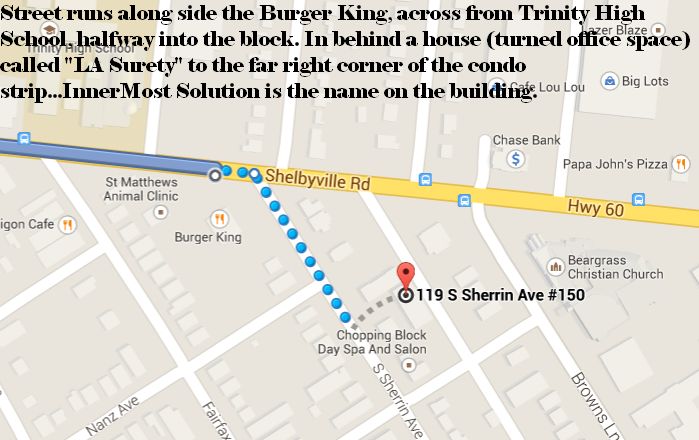 Street runs along side the Burger King, across from Trinity High
School, halfway into the block. In behind a house (turned office space)
called "LA Surety" to the far right corner of the condo
strip...InnerMost Solution is the name on the building.
Trinity High School
azer Blaze
Cafe Lou Lou
Big Lots
Chase Bank
Papa John's Pizza
St Matthews
Animal Clinic
Shelbyville Rd
Hwy 60
igon Cafe
Burger King
Beargrass
Christian Church
119 S Sherrin Ave #150
Chopping Block
Day Spa And Salon
S Sherrin Ave
Nanz Ave
Fairfax
Browns Ln